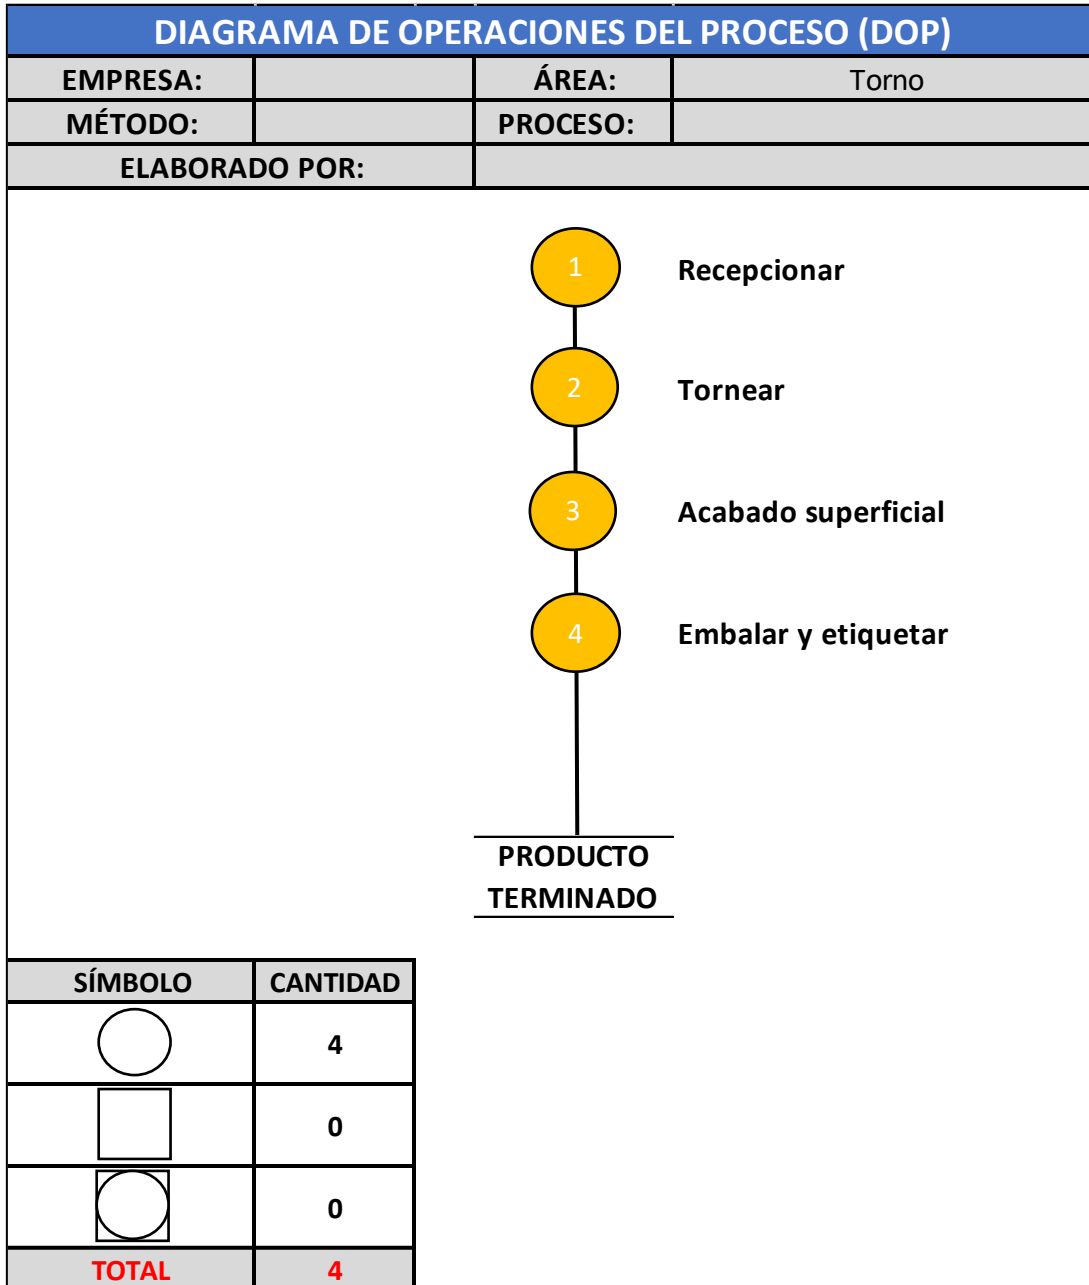 DIAGRAMA DE OPERACIONES DEL PROCESO (DOP)
EMPRESA: ÁREA: Torno
MÉTODO: PROCESO:
ELABORADO POR:
1 Recepcionar
2 Tornear
3 Acabado superficial
4 Embalar y etiquetar
PRODUCTO
TERMINADO
SÍMBOLO CANTIDAD
4
0
0
TOTAL 4